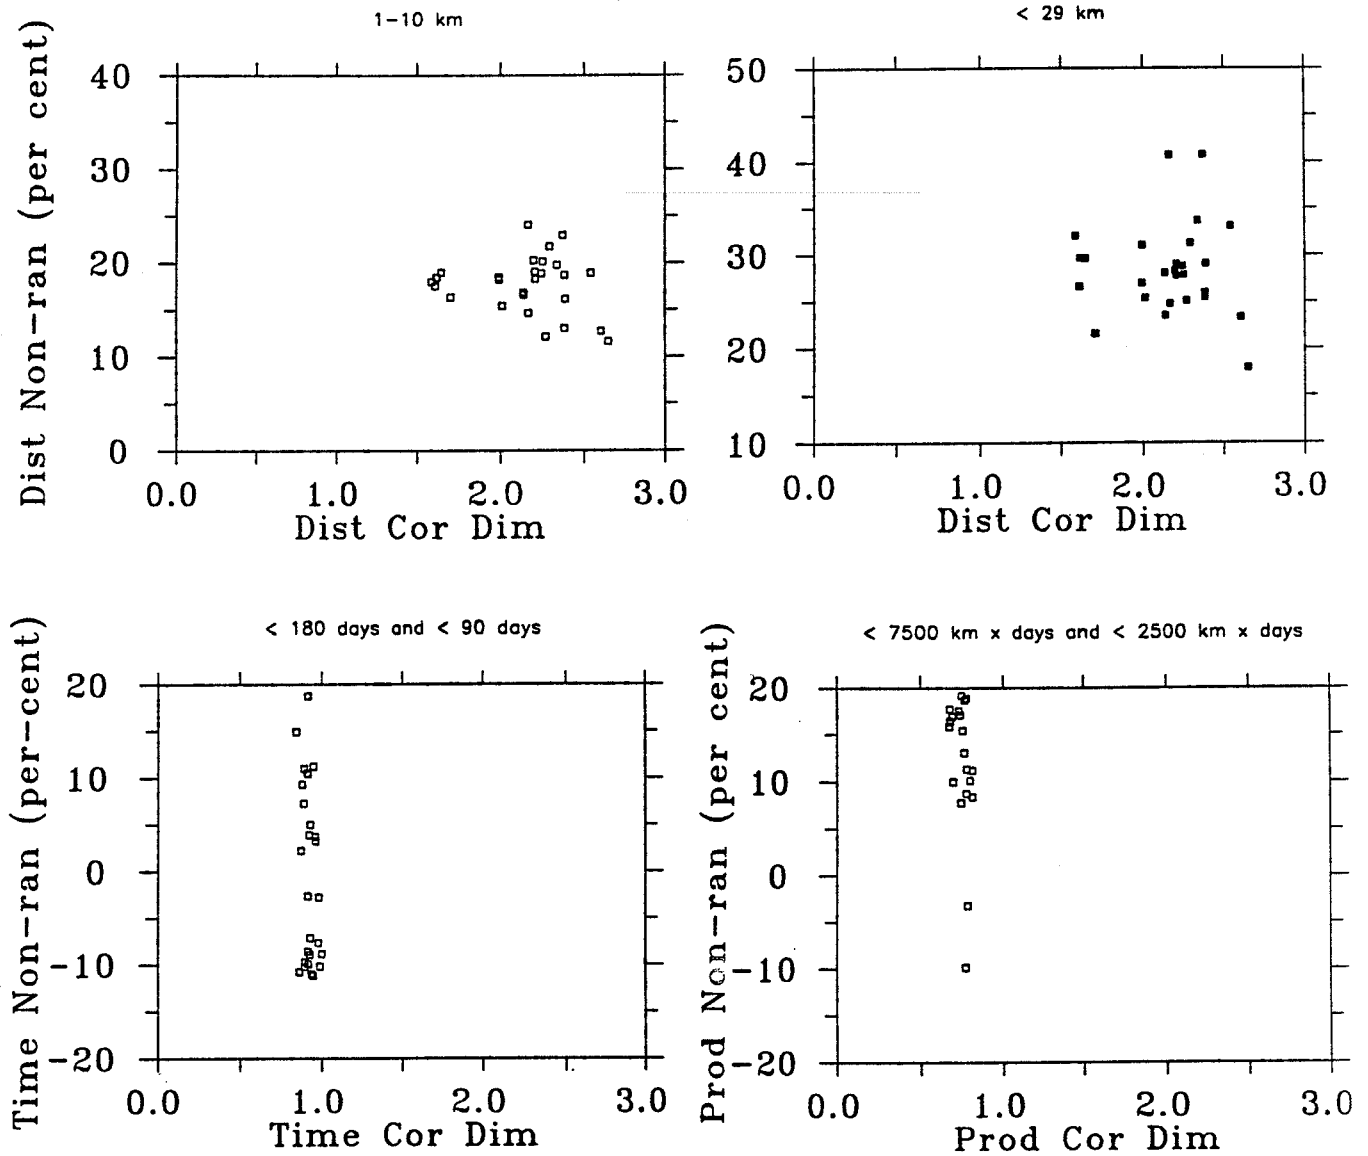 1-10 km
Dist Non-ran (per cent)
40
30
20
10
0
0.0 1.0 2.0 3.0
Dist Cor Dim
< 29 km
50
40
30
20
10
0.0 1.0 2.0 3.0
Dist Cor Dim
< 180 days and < 90 days
Time Non-ran (per-cent)
20
10
0
-10
-20
0.0 1.0 2.0 3.0
Time Cor Dim
< 7500 km x days and < 2500 km x days
Prod Non-ran (per cent)
20
10
0
-10
-20
0.0 1.0 2.0 3.0
Prod Cor Dim